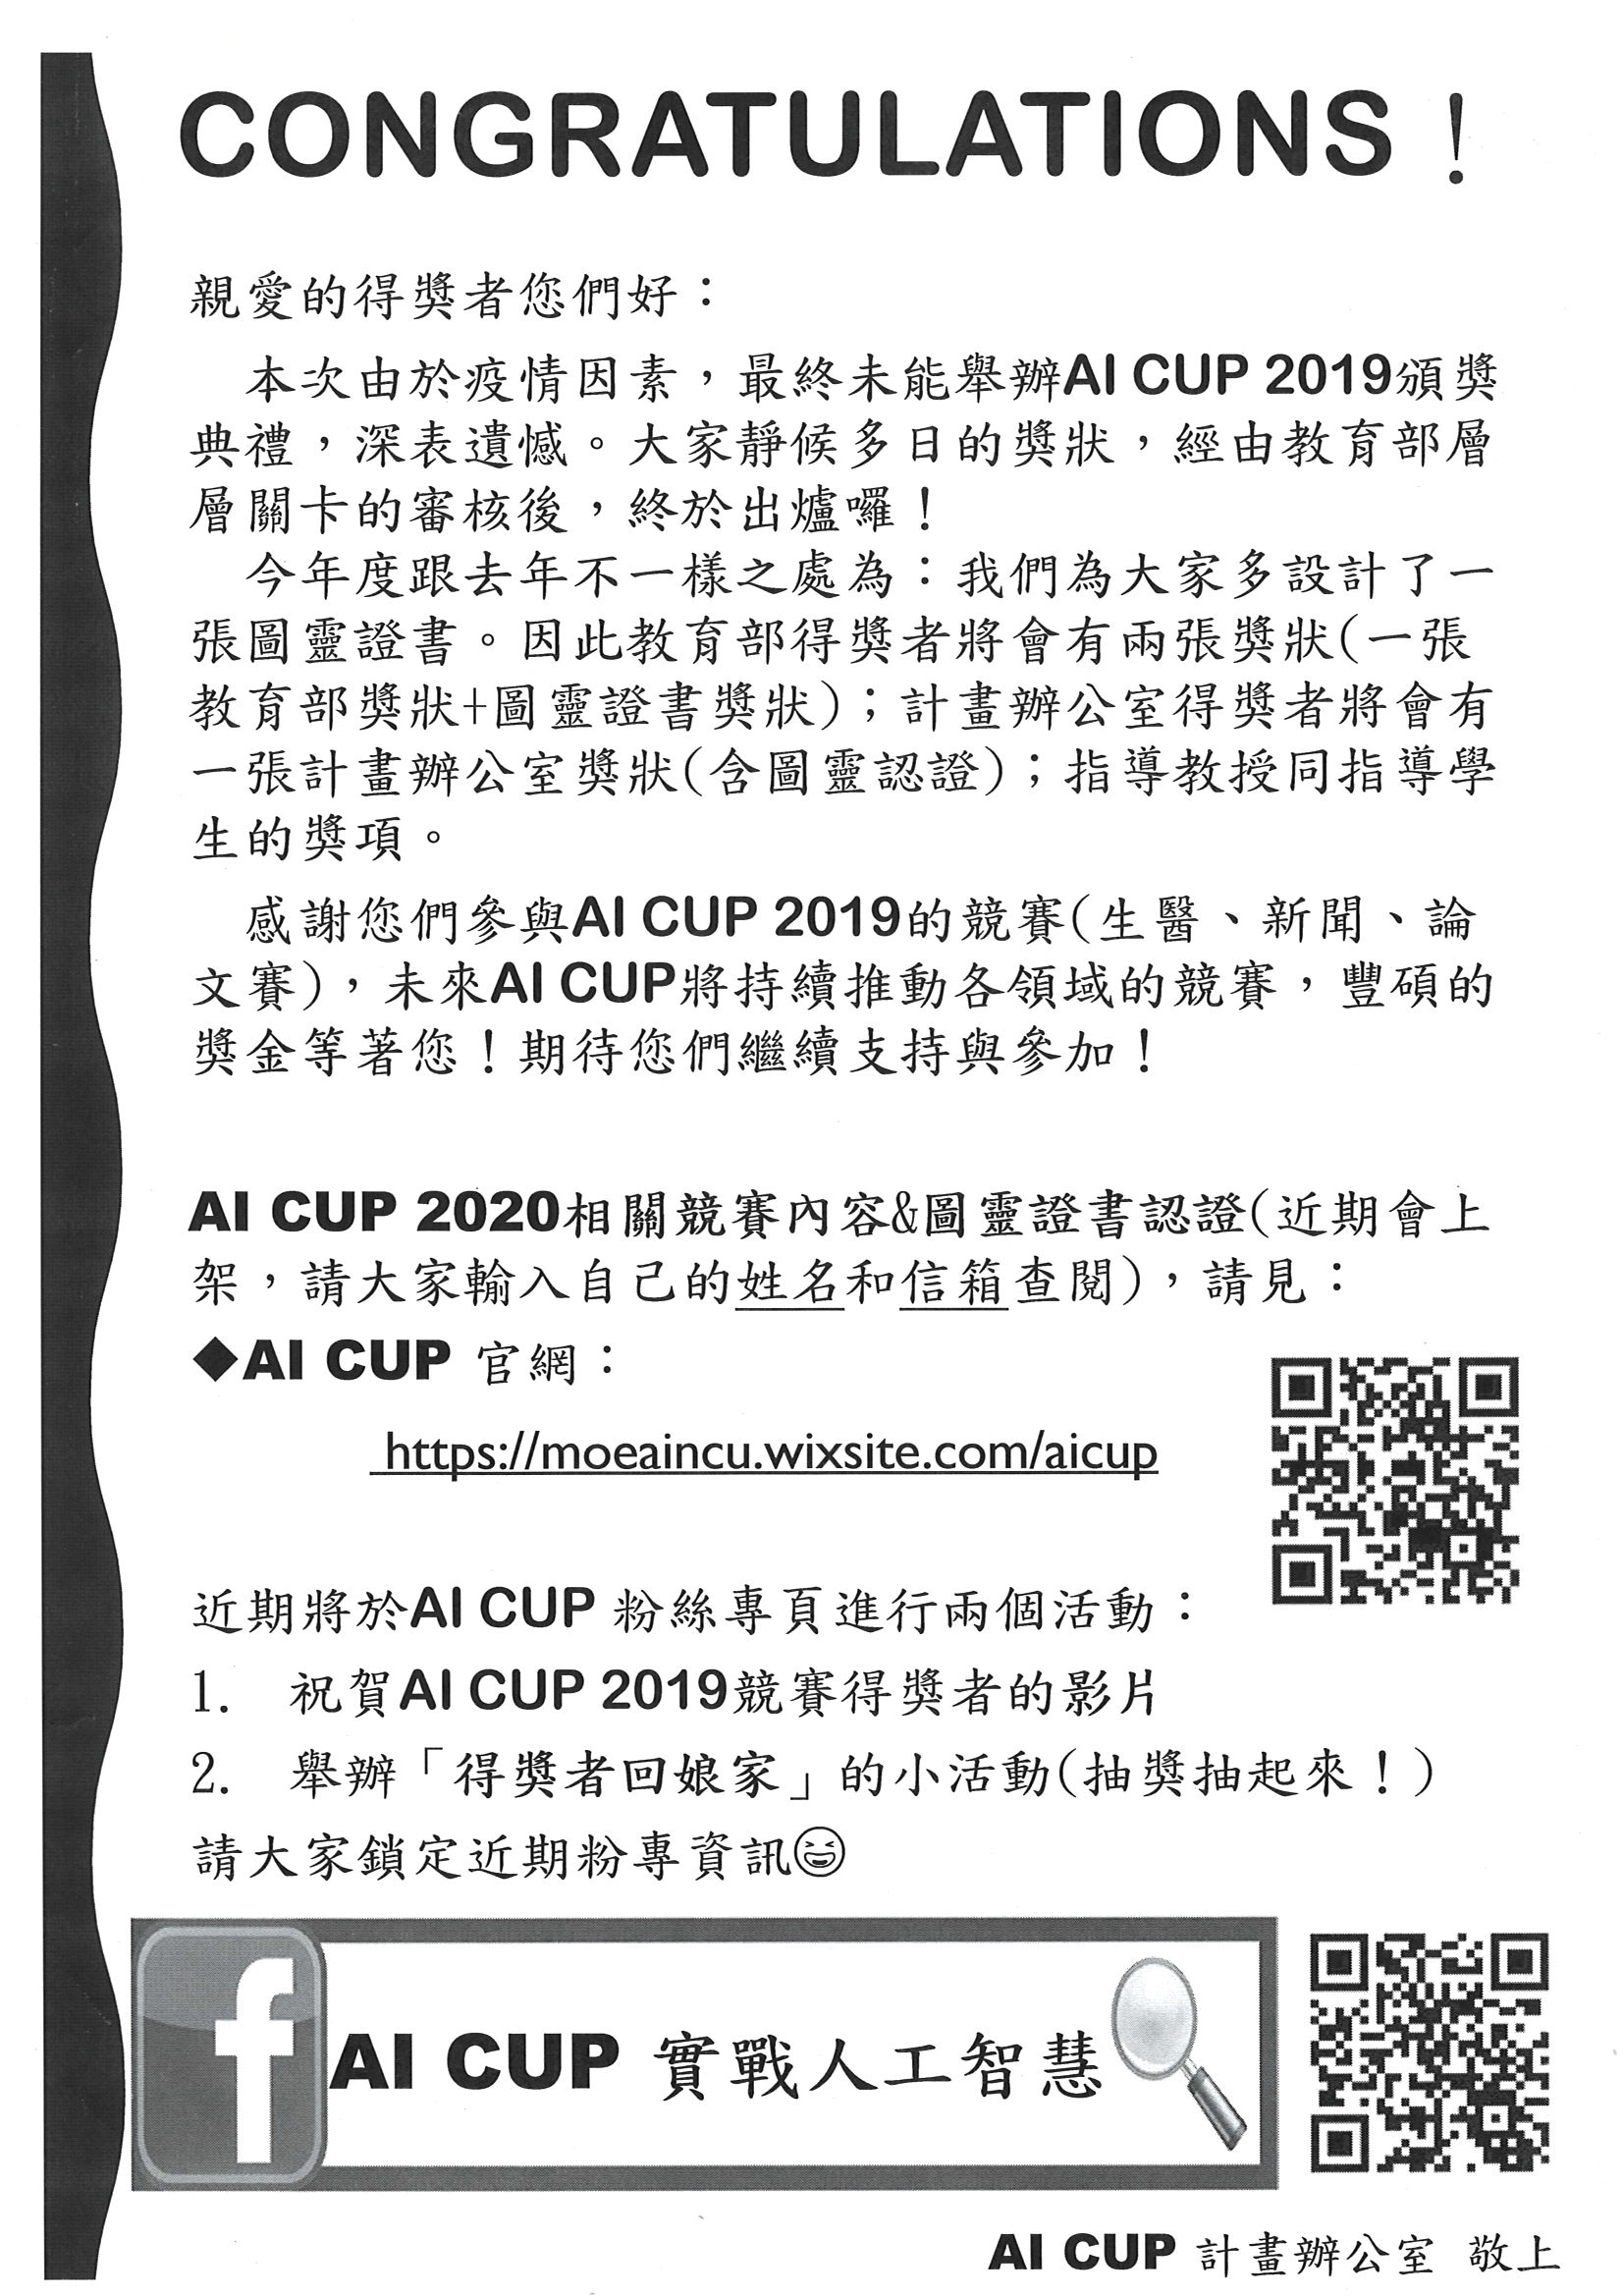 CONGRATULATIONS！
親愛的得獎者您們好：
本次由於疫情因素，最終未能舉辦AI CUP 2019頒獎
典禮，深表遺憾。大家靜候多日的獎狀，經由教育部層
層關卡的審核後，終於出爐囉！
今年度跟去年不一樣之處為：我們為大家多設計了一
張圖靈證書。因此教育部得獎者將會有兩張獎狀(一張
教育部獎狀+圖靈證書獎狀)；計畫辦公室得獎者將會有
一張計畫辦公室獎狀(含圖靈認證)；指導教授同指導學
生的獎項。
感謝您們參與AI CUP 2019的競賽(生醫、新聞、論
文賽)，未來AI CUP將持續推動各領域的競賽，豐碩的
獎金等著您！期待您們繼續支持與參加！
AI CUP 2020相關競賽內容&圖靈證書認證(近期會上
架，請大家輸入自己的姓名和信箱查閱)，請見：
◆AI CUP 官網：
https://moeaincu.wixsite.com/aicup
近期將於AI CUP 粉絲專頁進行兩個活動：
1. 祝賀AI CUP 2019競賽得獎者的影片
2. 舉辦「得獎者回娘家」的小活動(抽獎抽起來！)
請大家鎖定近期粉專資訊😆
f AI CUP 實戰人工智慧
AI CUP 計畫辦公室 敬上